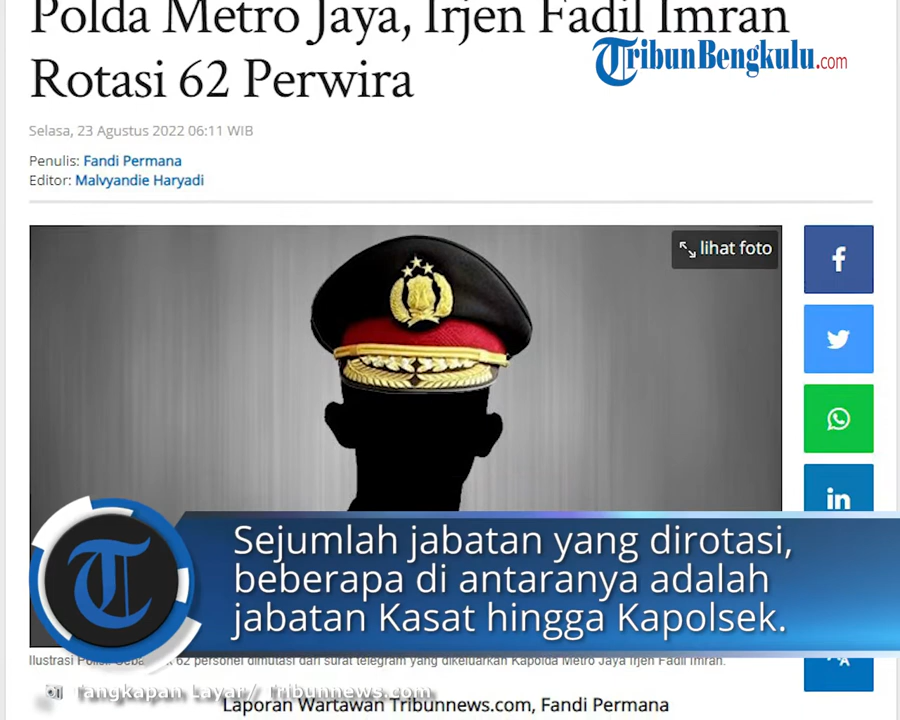 Polda Metro Jaya, Irjen Fadil Imran
Rotasi 62 Perwira
TribunBengkulu.com
Selasa, 23 Agustus 2022 06:11 WIB
Penulis: Fandi Permana
Editor: Malvyandie Haryadi
lihat foto
Sejumlah jabatan yang dirotasi,
beberapa di antaranya adalah
jabatan Kasat hingga Kapolsek.
Ilustrasi 62 personel dimutasi dari surat telegram yang dikeluarkan Kapolda Metro Jaya Irjen Fadil Imran.
Tangkapan Layar/ Tribunnews.com
Laporan Wartawan Tribunnews.com, Fandi Permana